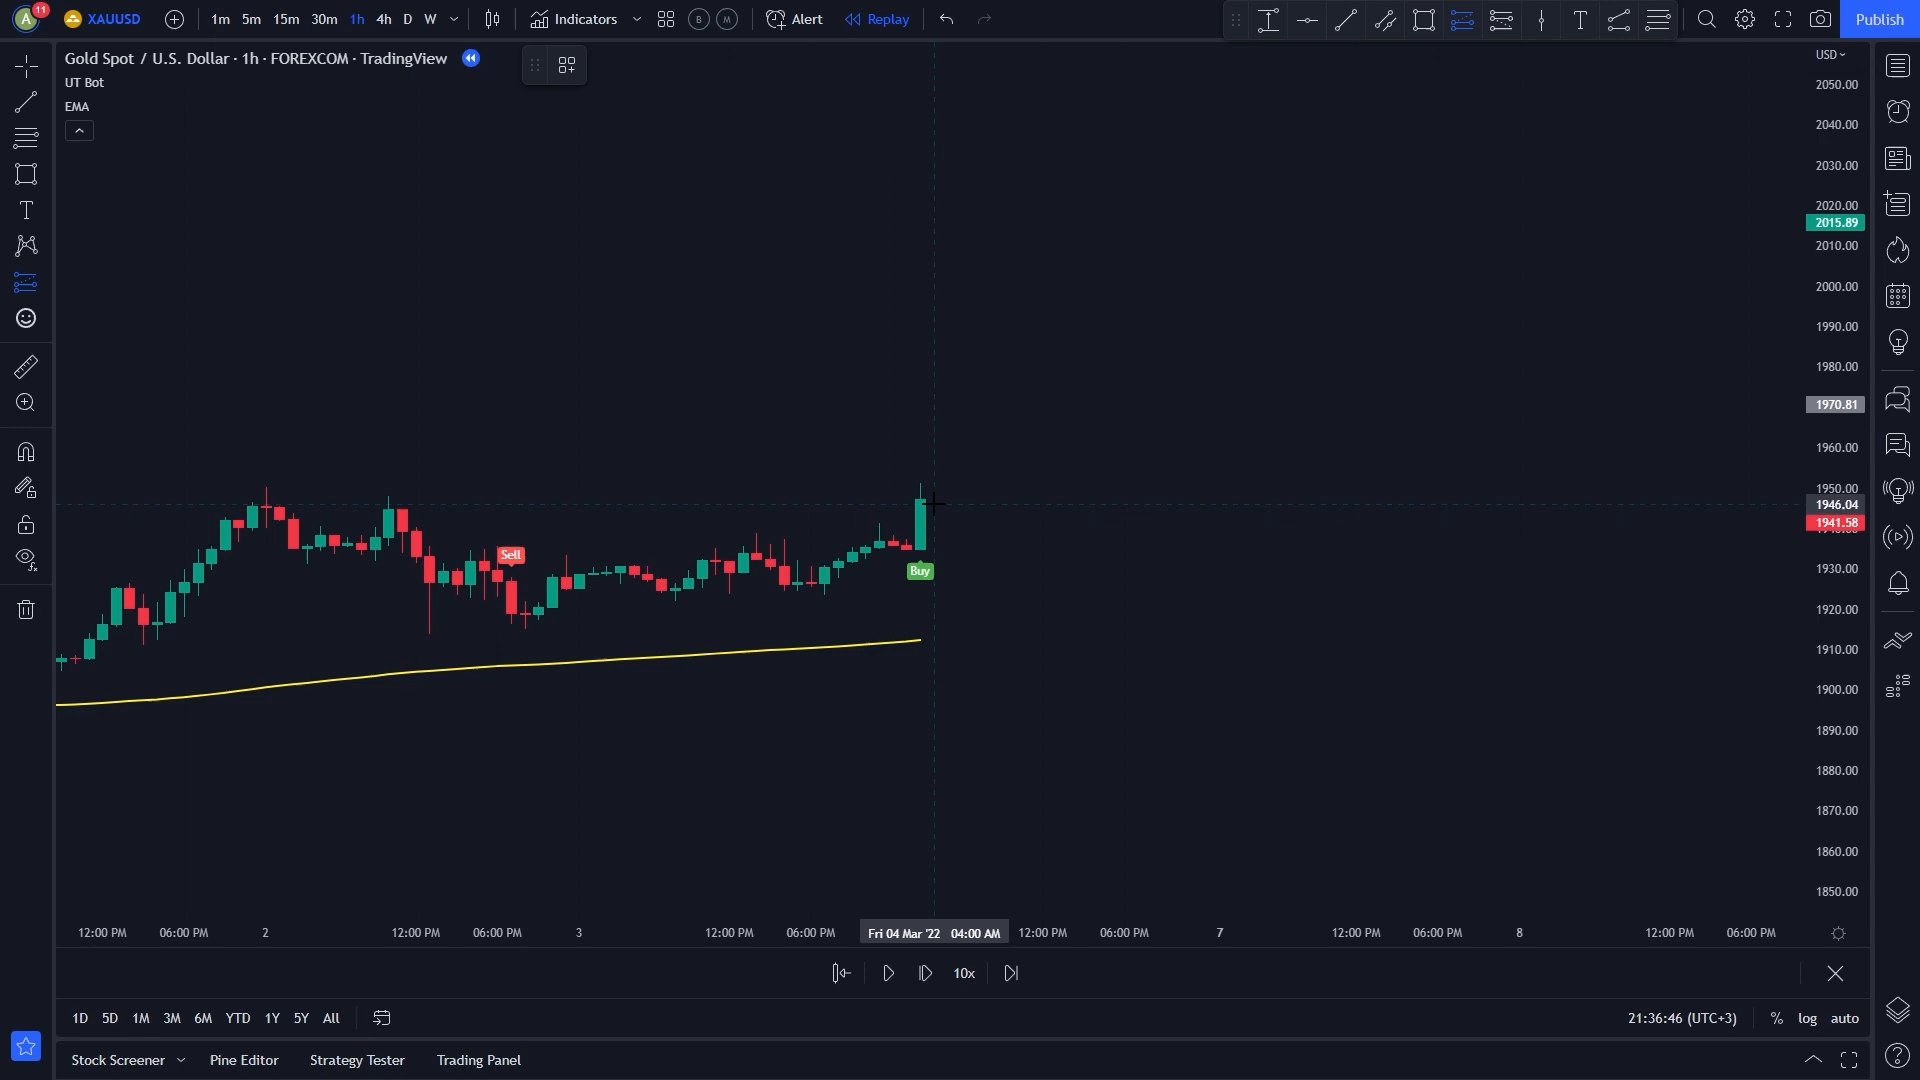 A 11 XAUUSD 1m 5m 15m 30m 1h 4h D W Indicators B M Alert Replay T Publish
Gold Spot / U.S. Dollar · 1h · FOREXCOM · TradingView
UT Bot
EMA
USD
2050.00
2040.00
2030.00
2020.00
2015.89
2010.00
2000.00
1990.00
1980.00
1970.81
1960.00
1950.00
1946.04
1941.58
1930.00
1920.00
1910.00
1900.00
1890.00
1880.00
1870.00
1860.00
1850.00
Sell
Buy
12:00 PM 06:00 PM 2 12:00 PM 06:00 PM 3 12:00 PM 06:00 PM Fri 04 Mar '22 04:00 AM 12:00 PM 06:00 PM 7 12:00 PM 06:00 PM 8 12:00 PM 06:00 PM
10x
1D 5D 1M 3M 6M YTD 1Y 5Y All 21:36:46 (UTC+3) % log auto
Stock Screener Pine Editor Strategy Tester Trading Panel